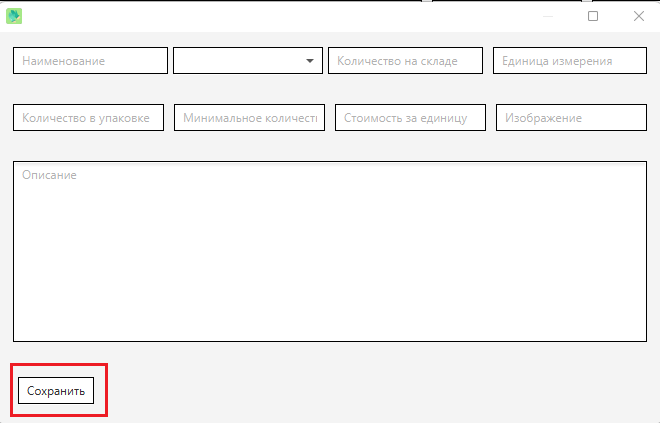 Наименование
Количество на складе
Единица измерения
Количество в упаковке
Минимальное количест
Стоимость за единицу
Изображение
Описание
Сохранить